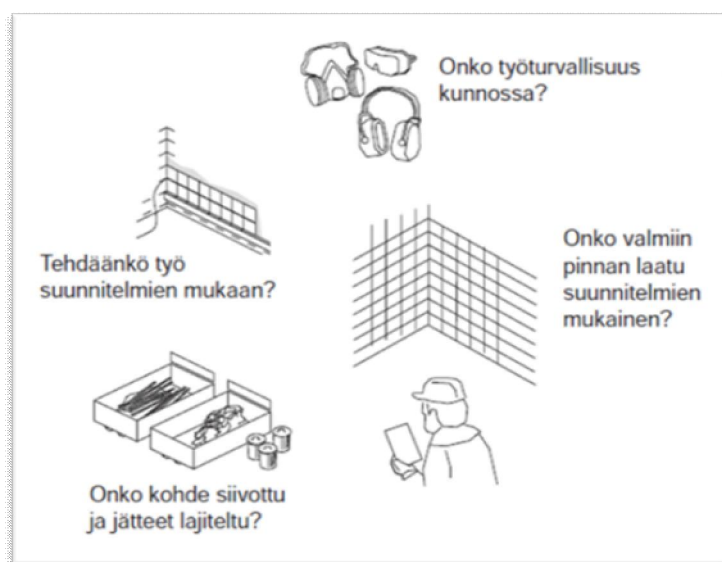 Onko työturvallisuus
kunnossa?
Tehdäänkö työ
suunnitelmien mukaan?
Onko valmiin
pinnan laatu
suunnitelmien
mukainen?
Onko kohde siivottu
ja jätteet lajiteltu?